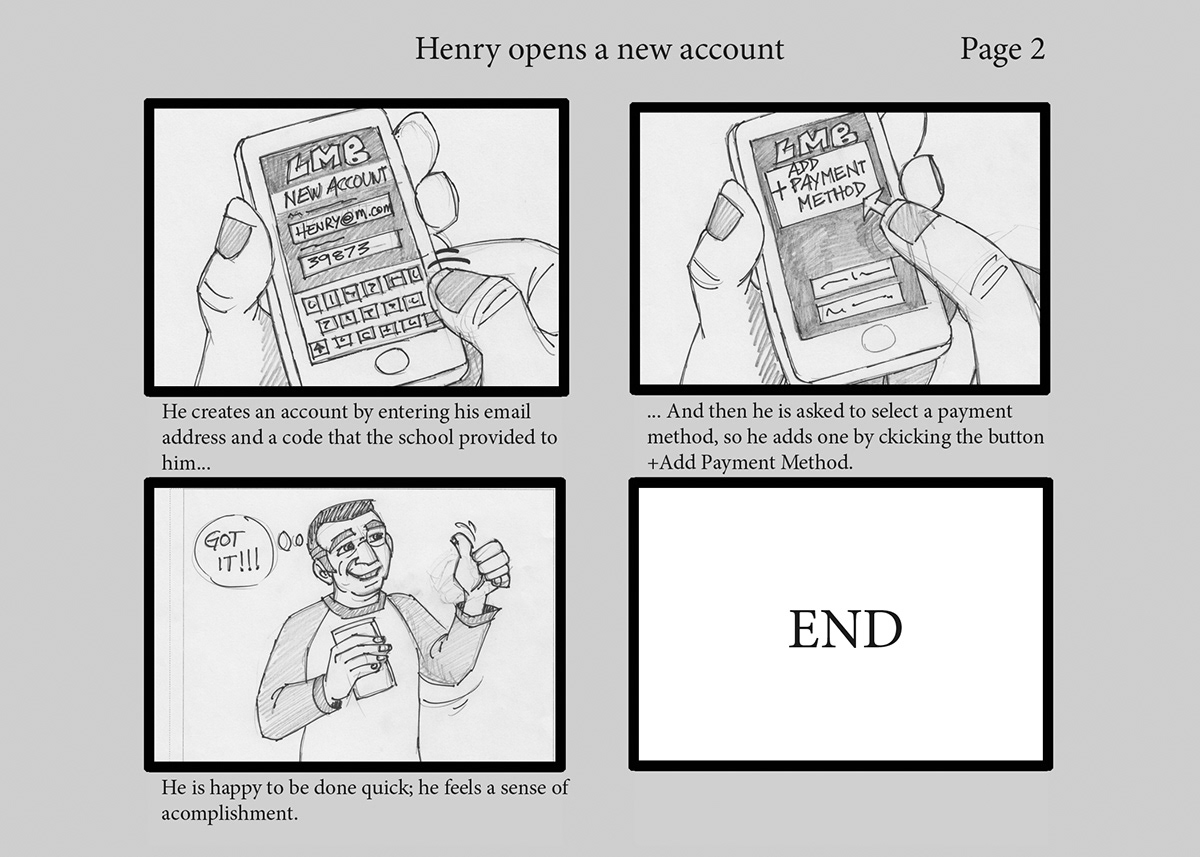 Henry opens a new account
Page 2
LMB
NEW ACCOUNT
HENRY@M.COM
39873
He creates an account by entering his email
address and a code that the school provided to
him...
LMB
ADD
+ PAYMENT
METHOD
... And then he is asked to select a payment
method, so he adds one by ckicking the button
+Add Payment Method.
GOT
IT!!!
He is happy to be done quick; he feels a sense of
acomplishment.
END